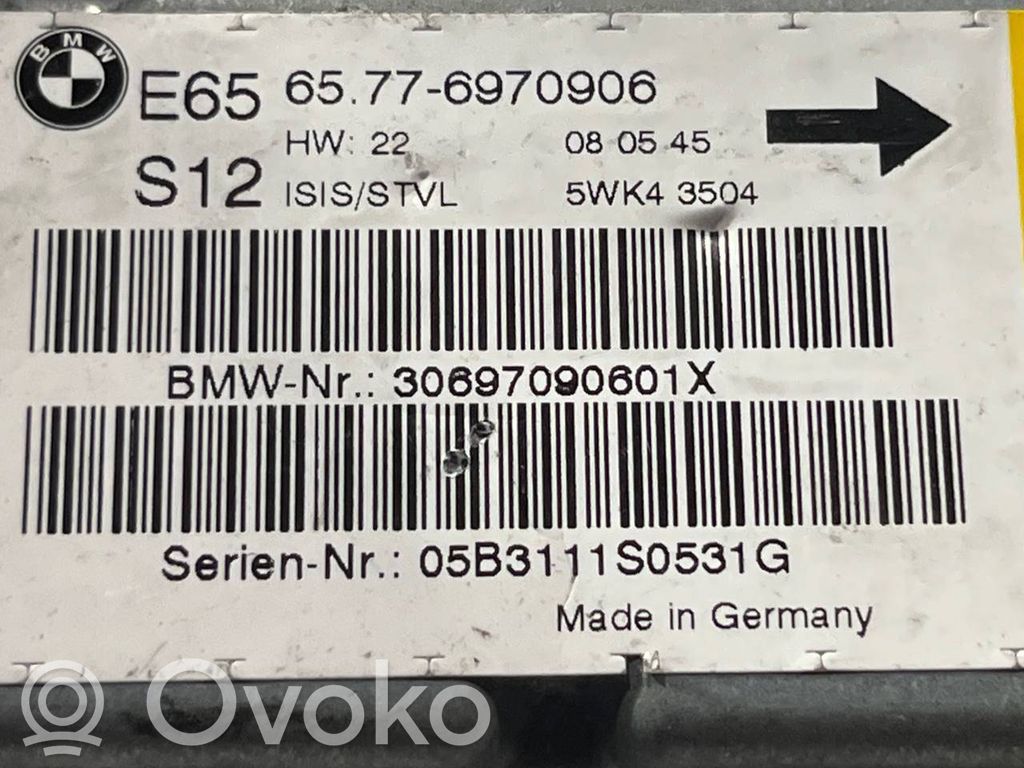 BMW
E65 65.77-6970906
HW: 22 08 05 45
S12 ISIS/STVL 5WK4 3504
BMW-Nr.: 30697090601X
Serien-Nr.: 05B3111S0531G
Made in Germany
Ovoko